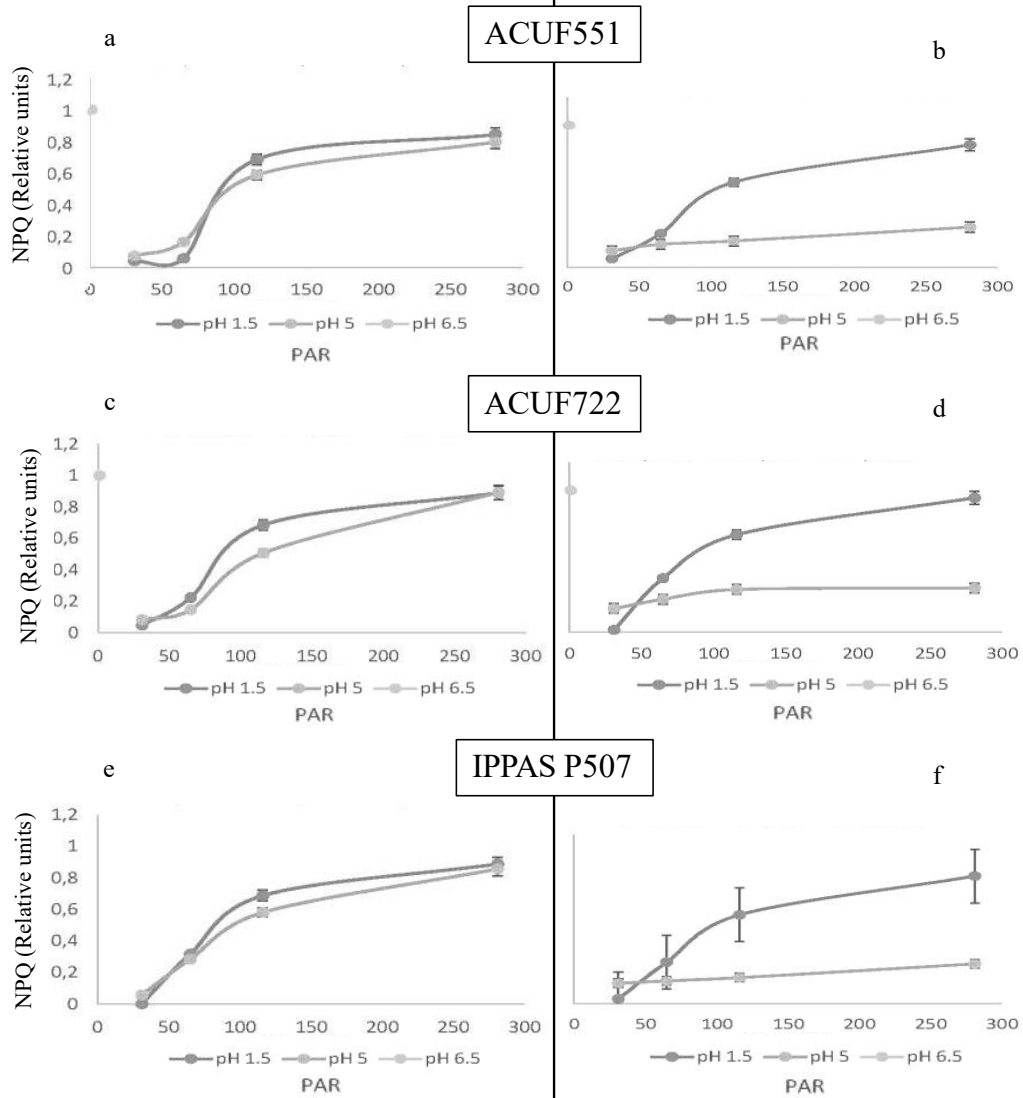 ACUF551
a
b
NPQ (Relative units)
1,2
1
0,8
0,6
0,4
0,2
0
0 50 100 150 200 250 300
0 50 100 150 200 250 300
pH 1.5 pH 5 pH 6.5
pH 1.5 pH 5 pH 6.5
PAR
PAR
ACUF722
c
d
NPQ (Relative units)
1,2
1
0,8
0,6
0,4
0,2
0
0 50 100 150 200 250 300
0 50 100 150 200 250 300
pH 1.5 pH 5 pH 6.5
pH 1.5 pH 5 pH 6.5
PAR
PAR
IPPAS P507
e
f
NPQ (Relative units)
1,2
1
0,8
0,6
0,4
0,2
0
0 50 100 150 200 250 300
0 50 100 150 200 250 300
pH 1.5 pH 5 pH 6.5
pH 1.5 pH 5 pH 6.5
PAR
PAR